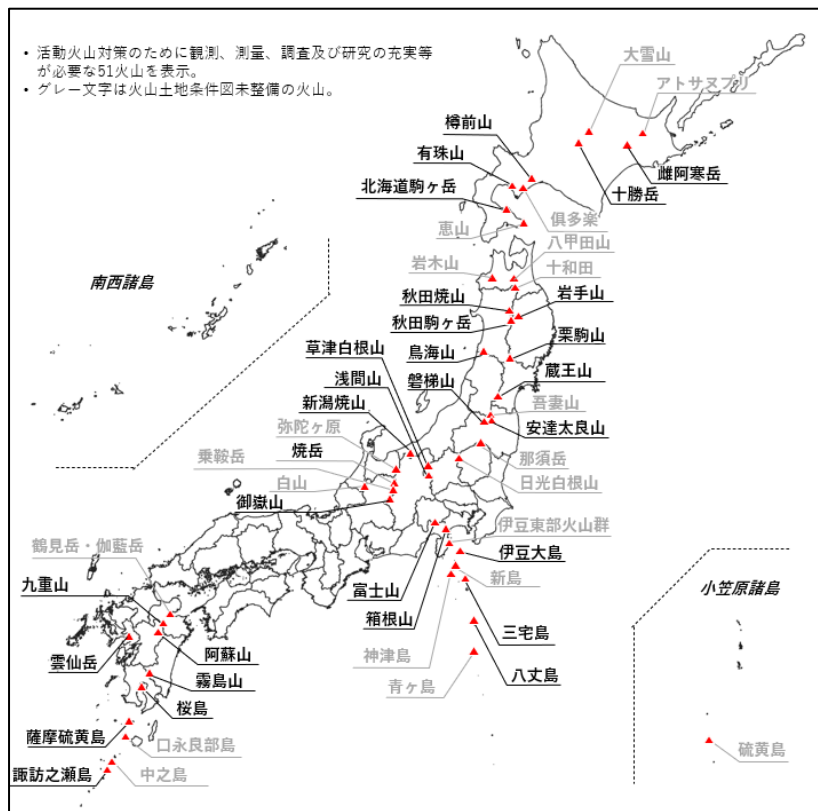 • 活動火山対策のために観測、測量、調査及び研究の充実等
が必要な51火山を表示。
• グレー文字は火山土地条件図未整備の火山。
大雪山
アトサヌプリ
樽前山
有珠山
雌阿寒岳
北海道駒ヶ岳
十勝岳
倶多楽
恵山
八甲田山
岩木山
十和田
南西諸島
秋田焼山
岩手山
秋田駒ヶ岳
草津白根山
栗駒山
鳥海山
浅間山
磐梯山
蔵王山
新潟焼山
吾妻山
弥陀ヶ原
安達太良山
乗鞍岳
焼岳
那須岳
白山
日光白根山
御嶽山
伊豆東部火山群
鶴見岳・伽藍岳
伊豆大島
九重山
富士山
新島
小笠原諸島
箱根山
三宅島
阿蘇山
神津島
雲仙岳
八丈島
霧島山
青ヶ島
桜島
薩摩硫黄島
口永良部島
硫黄島
諏訪之瀬島
中之島